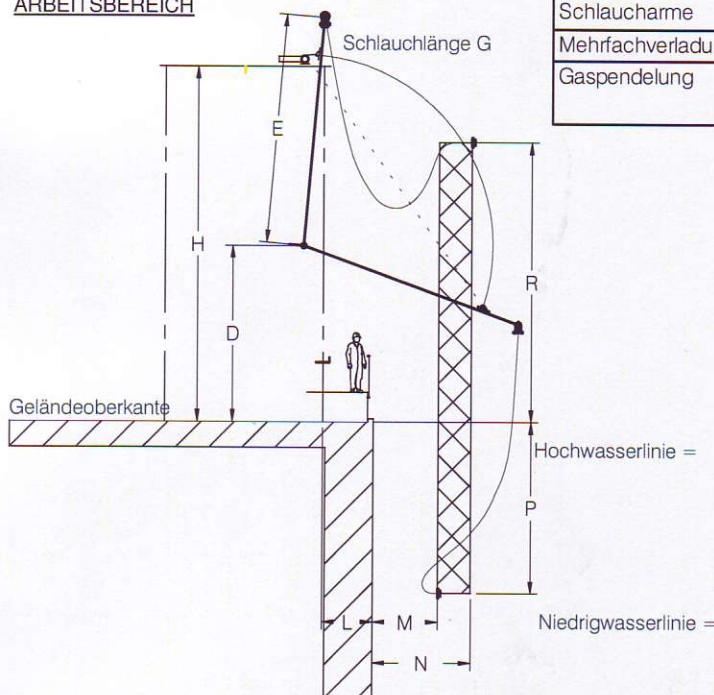 ARBEITSBEREICH
Schlaucharme
Mehrfachverladu
Gaspendelung
Schlauchlänge G
E
H
D
R
Geländeoberkante
Hochwasserlinie =
P
L
M
N
Niedrigwasserlinie =